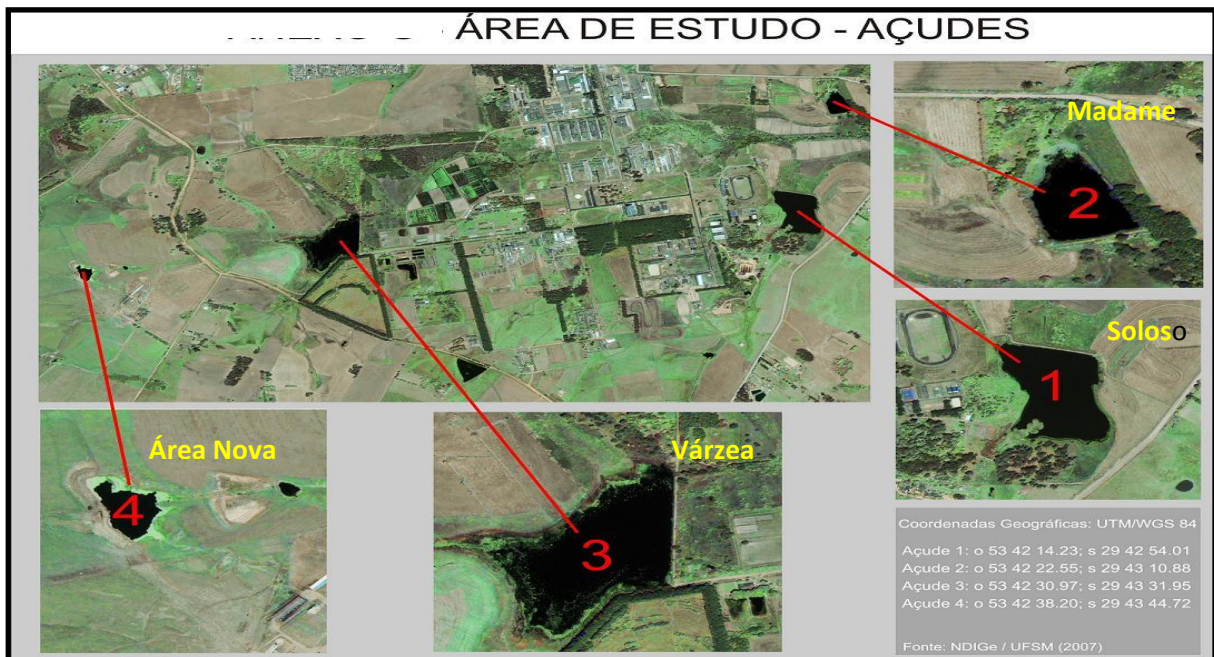 ÁREA DE ESTUDO - AÇUDES
Madame
2
Soloso
1
Área Nova
4
Várzea
3
Coordenadas Geográficas: UTM/WGS 84
Açude 1: o 53 42 14.23; s 29 42 54.01
Açude 2: o 53 42 22.55; s 29 43 10.88
Açude 3: o 53 42 30.97; s 29 43 31.95
Açude 4: o 53 42 38.20; s 29 43 44.72
Fonte: NDIGe / UFSM (2007)